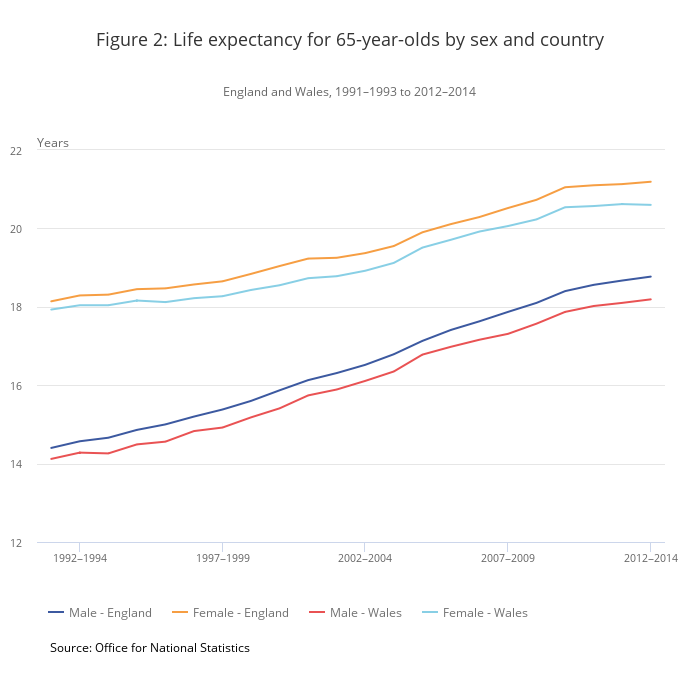 Figure 2: Life expectancy for 65-year-olds by sex and country
England and Wales, 1991–1993 to 2012–2014
Years
22
20
18
16
14
12
1992–1994 1997–1999 2002–2004 2007–2009 2012–2014
Male - England Female - England Male - Wales Female - Wales
Source: Office for National Statistics